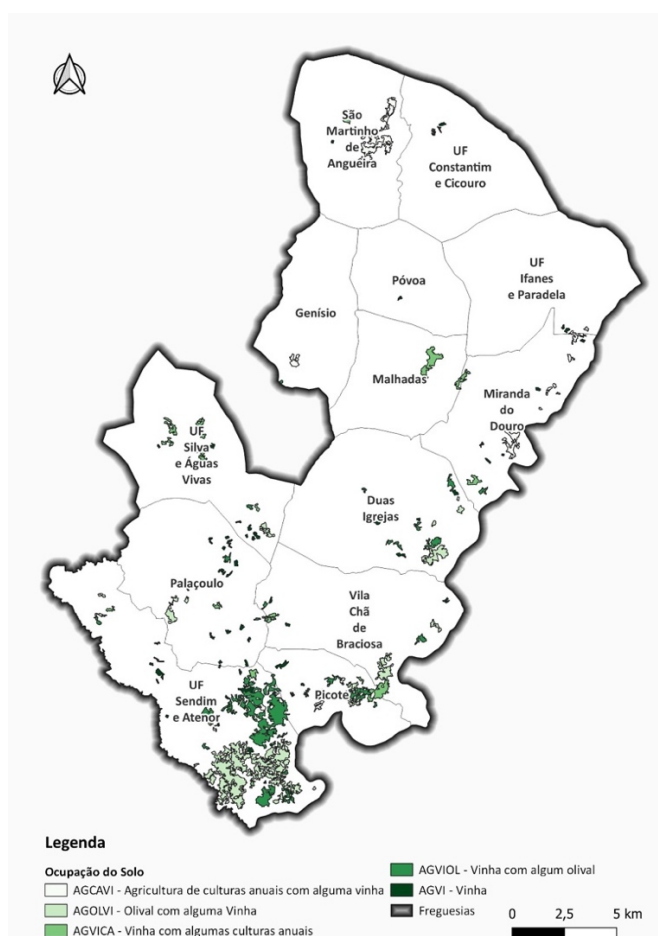 São
Martinho
de
Angueira
UF
Constantim
e Cicouro
Póvoa
UF
Ifanes
e Paradela
Genísio
Malhadas
Miranda
do
Douro
UF
Silva
e Águas
Vivas
Duas
Igrejas
Palaçoulo
Vila
Chã
de
Braciosa
UF
Sendim
e Atenor
Picote
Legenda
Ocupação do Solo
AGCAVI - Agricultura de culturas anuais com alguma vinha
AGOLVI - Olival com alguma Vinha
AGVICA - Vinha com algumas culturas anuais
AGVIOL - Vinha com algum olival
AGVI - Vinha
Freguesias
0 2,5 5 km